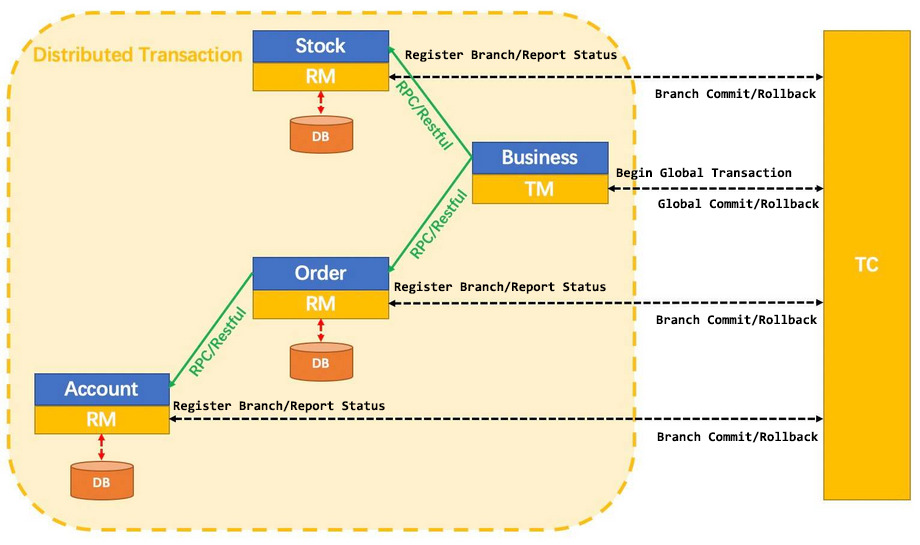 Distributed Transaction
Stock
RM
DB
Register Branch/Report Status
Branch Commit/Rollback
RPC/Restful
Business
TM
Begin Global Transaction
Global Commit/Rollback
TC
RPC/Restful
Order
RM
DB
Register Branch/Report Status
Branch Commit/Rollback
RPC/Restful
Account
RM
DB
Register Branch/Report Status
Branch Commit/Rollback